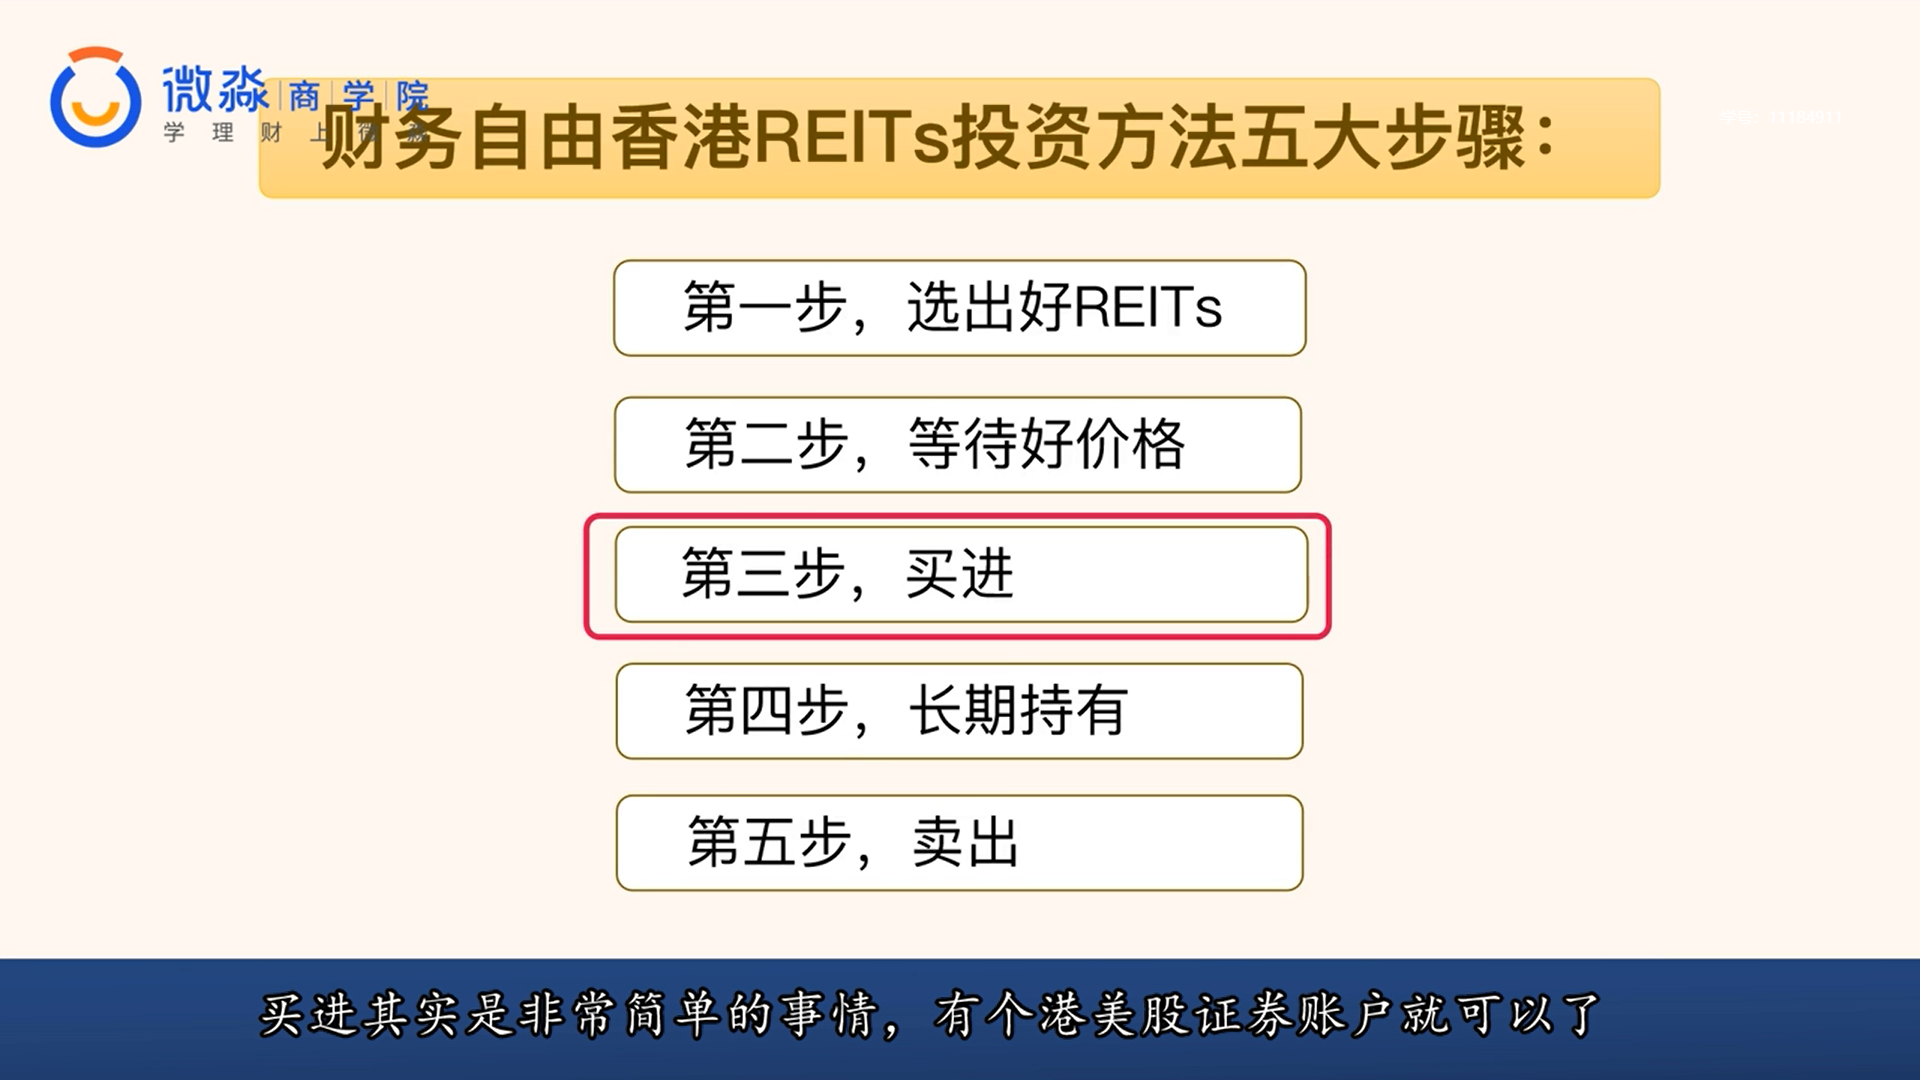 微淼 商 学 院
学 理 财 上 微 淼
学号: 11184911
财务自由香港REITs投资方法五大步骤：
第一步，选出好REITs
第二步，等待好价格
第三步，买进
第四步，长期持有
第五步，卖出
买进其实是非常简单的事情，有个港美股证券账户就可以了